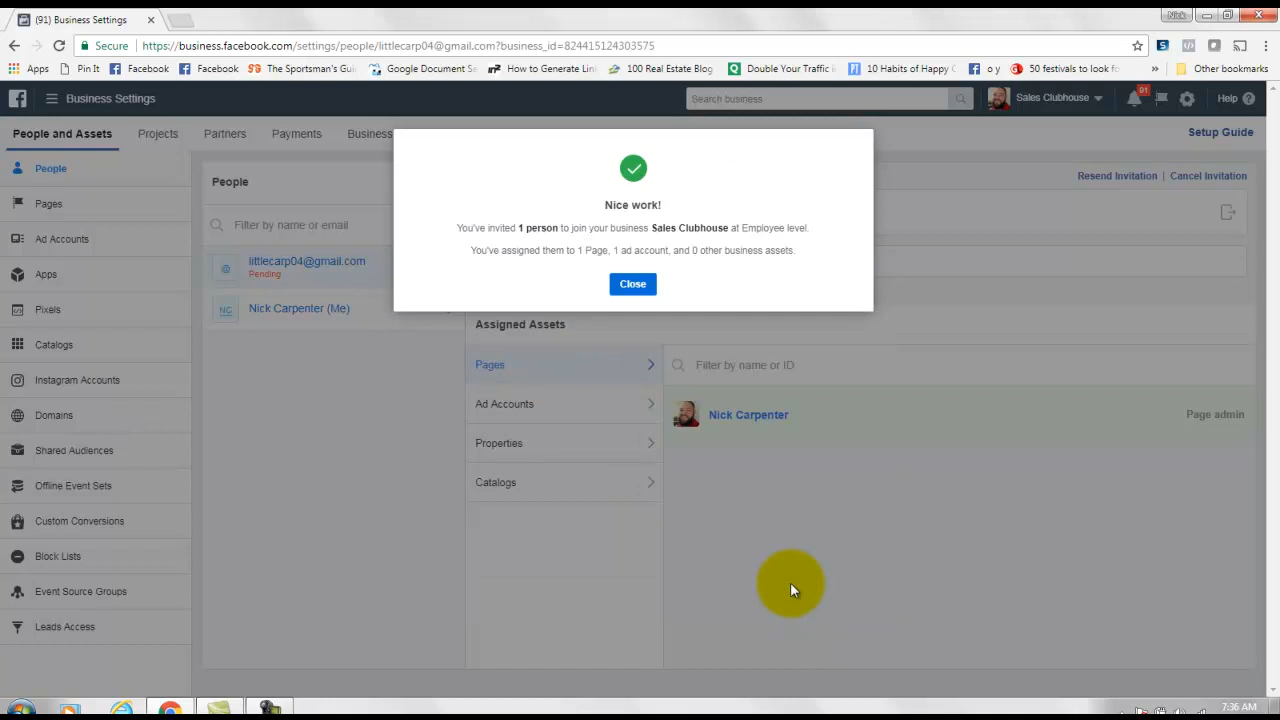 (91) Business Settings
Nick
Secure
https://business.facebook.com/settings/people/littlecarp04@gmail.com?business_id=824415124303575
Apps
Pin It
Facebook
Facebook
The Sportsman's Gui
Google Document Se
How to Generate Lin
100 Real Estate Blog
Double Your Traffic i
10 Habits of Happy C
o y
50 festivals to look fo
»
Other bookmarks
Business Settings
Search business
Sales Clubhouse
91
Help
People and Assets
Projects
Partners
Payments
Business
Setup Guide
People
Pages
Ad Accounts
Apps
Pixels
Catalogs
Instagram Accounts
Domains
Shared Audiences
Offline Event Sets
Custom Conversions
Block Lists
Event Source Groups
Leads Access
People
Filter by name or email
@
littlecarp04@gmail.com
Pending
NC
Nick Carpenter (Me)
Resend Invitation | Cancel Invitation
Nice work!
You've invited 1 person to join your business Sales Clubhouse at Employee level.
You've assigned them to 1 Page, 1 ad account, and 0 other business assets.
Close
Assigned Assets
Pages
Ad Accounts
Properties
Catalogs
Filter by name or ID
Nick Carpenter
Page admin
7:36 AM